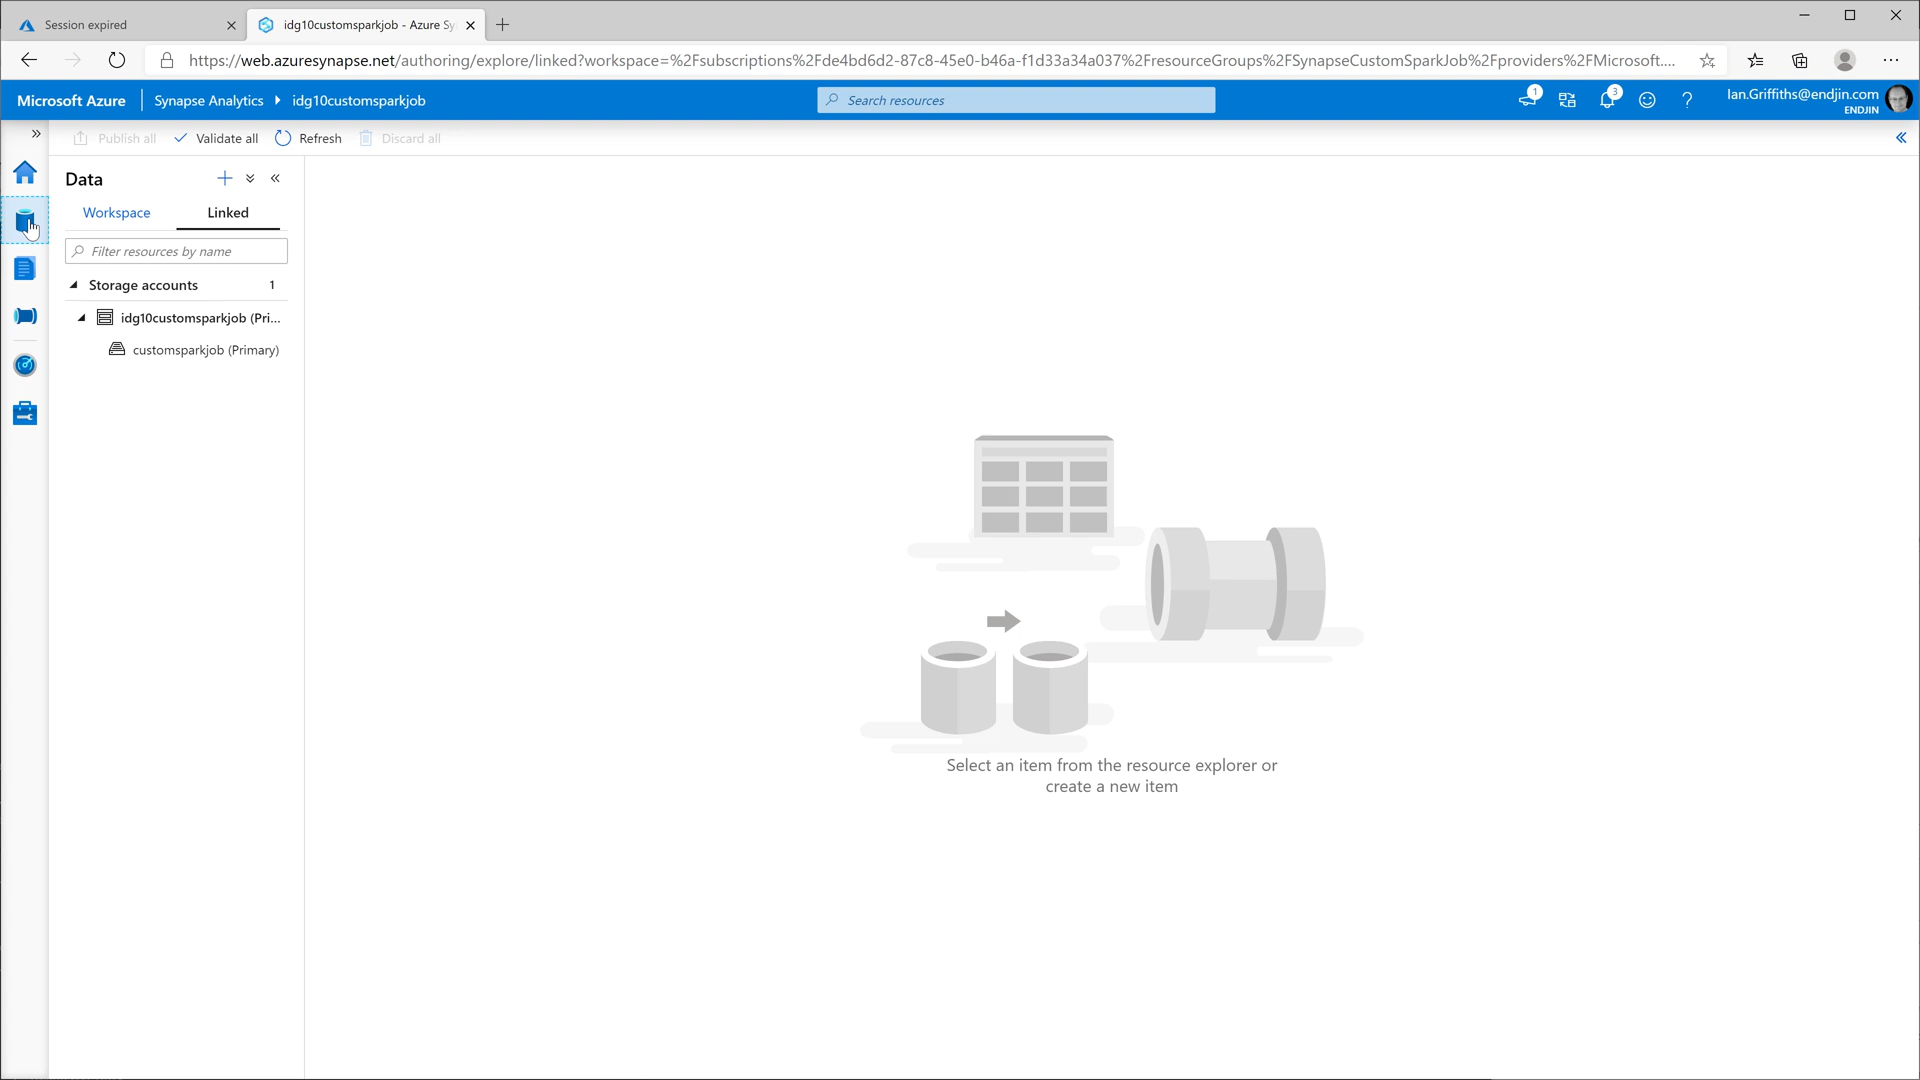 Session expired
idg10customsparkjob - Azure Sy
https://web.azuresynapse.net/authoring/explore/linked?workspace=%2Fsubscriptions%2Fde4bd6d2-87c8-45e0-b46a-f1d33a34a037%2FresourceGroups%2FSynapseCustomSparkJob%2Fproviders%2FMicrosoft....
Microsoft Azure
Synapse Analytics
idg10customsparkjob
Search resources
1
3
?
Ian.Griffiths@endjin.com
ENDJIN
Publish all
Validate all
Refresh
Discard all
Data
Workspace
Linked
Filter resources by name
Storage accounts
1
idg10customsparkjob (Pri...
customsparkjob (Primary)
Select an item from the resource explorer or
create a new item